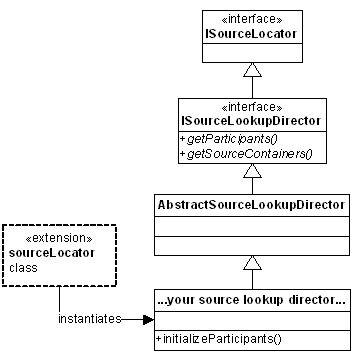 «interface»
ISourceLocator
«interface»
ISourceLookupDirector
+ getParticipants()
+ getSourceContainers()
AbstractSourceLookupDirector
«extension»
sourceLocator
class
...your source lookup director...
instantiates
+initializeParticipants()